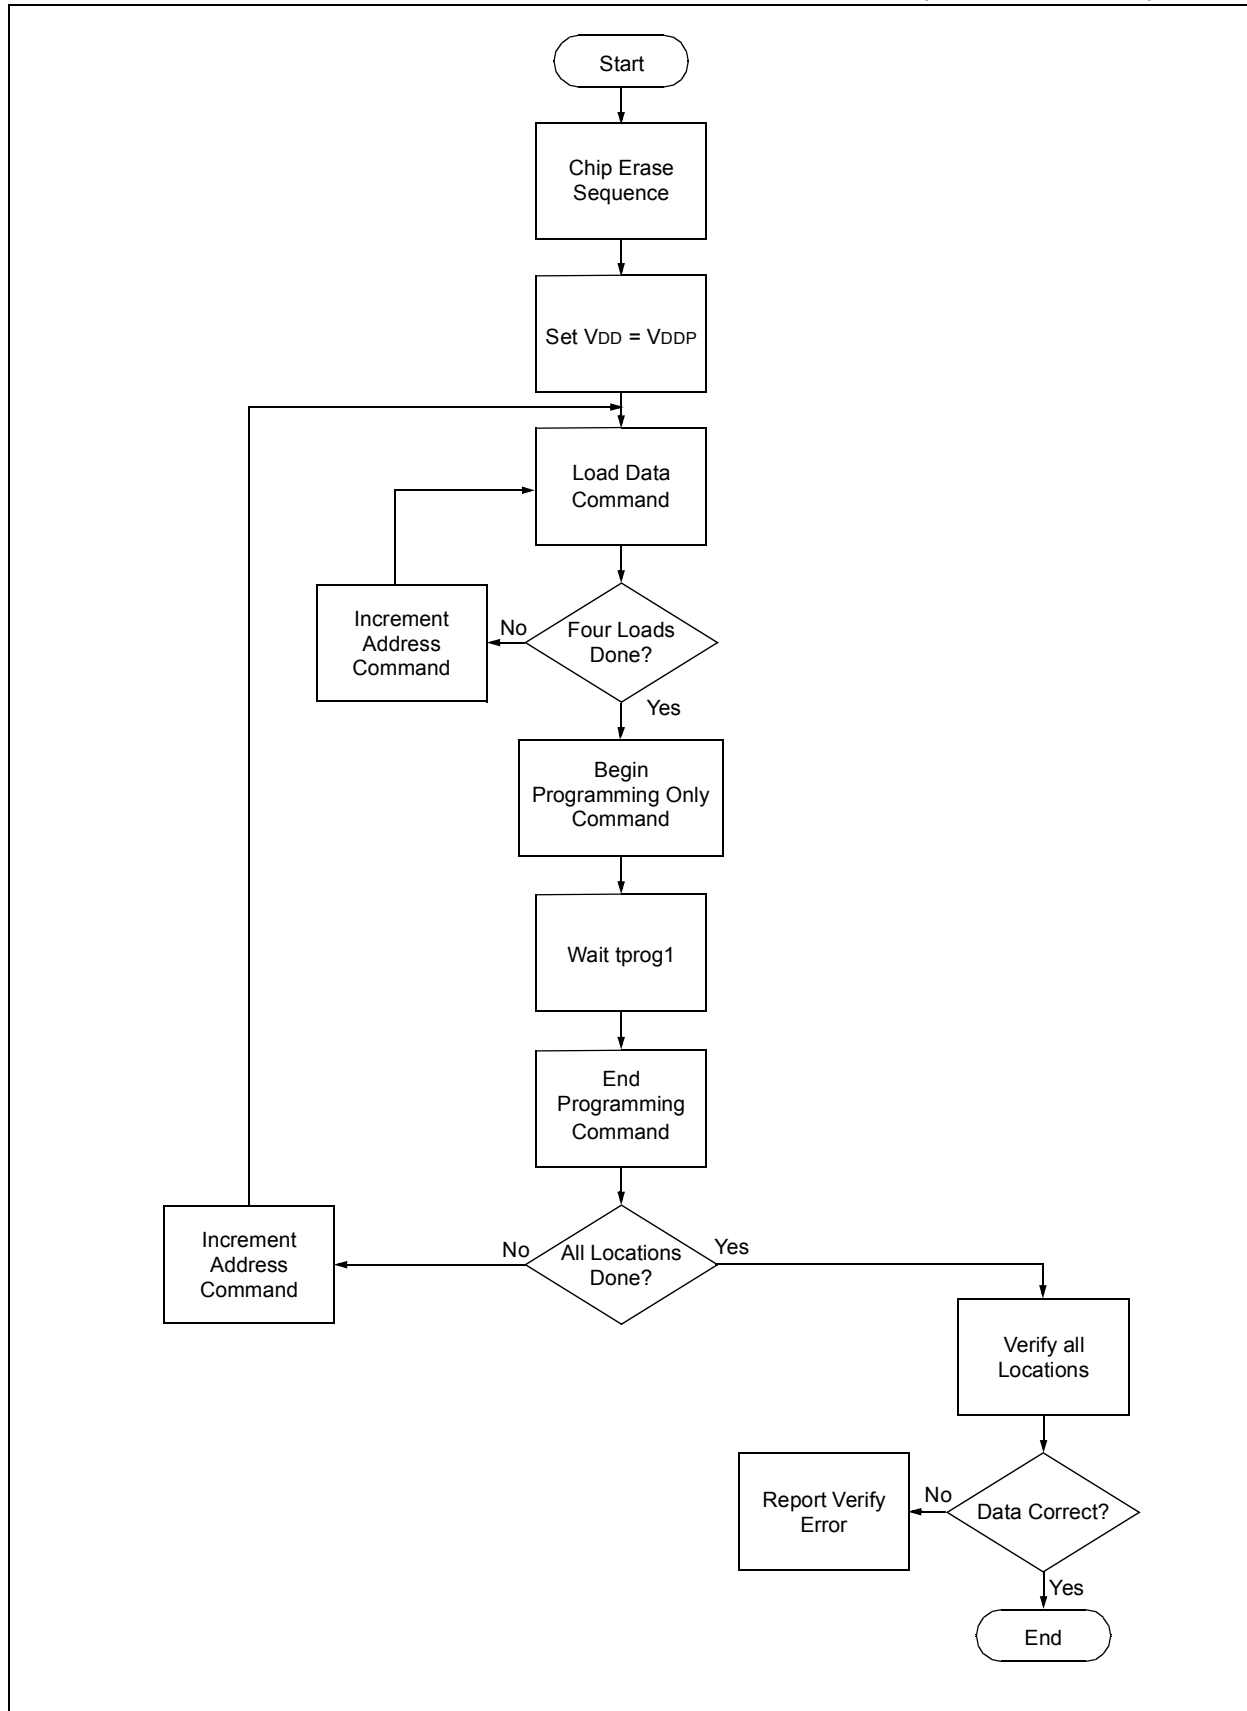 Start
Chip Erase
Sequence
Set VDD = VDDP
Load Data
Command
Increment
Address
Command
No
Four Loads
Done?
Yes
Begin
Programming Only
Command
Wait tprog1
End
Programming
Command
Increment
Address
Command
No
All Locations
Done?
Yes
Verify all
Locations
Report Verify
Error
No
Data Correct?
Yes
End